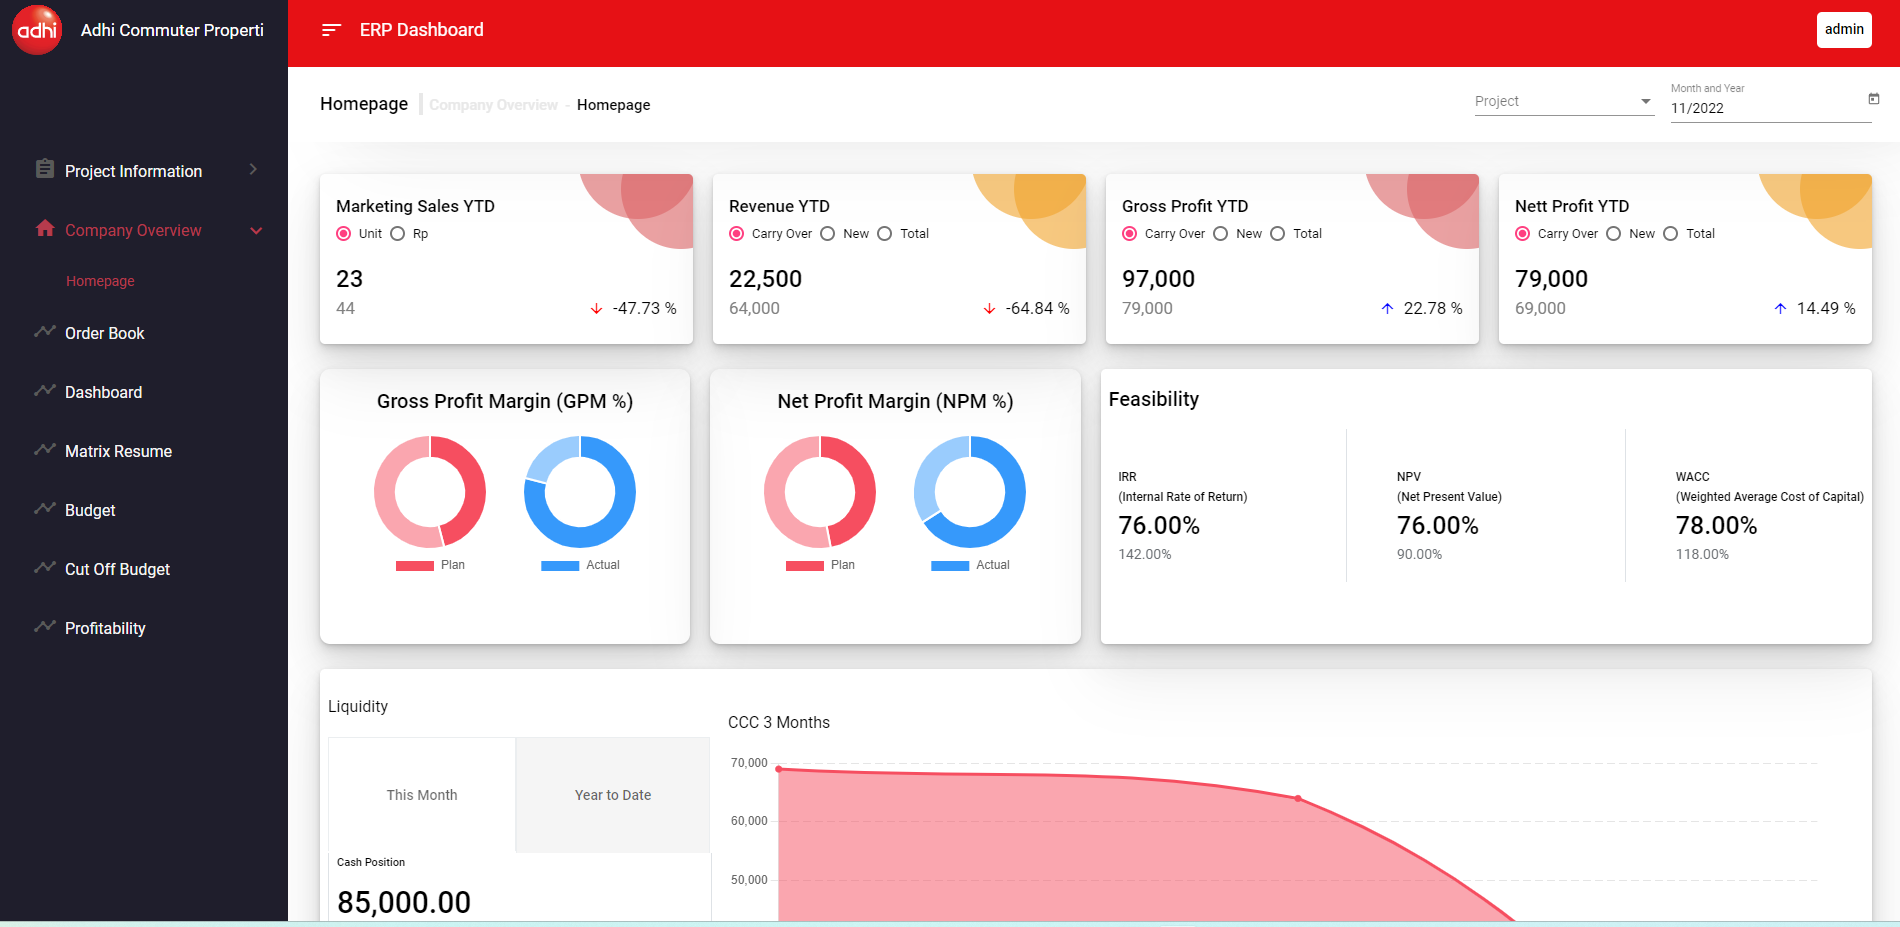 adhi
Adhi Commuter Properti
ERP Dashboard
admin
Homepage
Company Overview - Homepage
Project
Month and Year
11/2022
Project Information
Company Overview
Homepage
Order Book
Dashboard
Matrix Resume
Budget
Cut Off Budget
Profitability
Marketing Sales YTD
Unit Rp
23
44 -47.73 %
Revenue YTD
Carry Over New Total
22,500
64,000 -64.84 %
Gross Profit YTD
Carry Over New Total
97,000
79,000 22.78 %
Nett Profit YTD
Carry Over New Total
79,000
69,000 14.49 %
Gross Profit Margin (GPM %)
Plan Actual
Net Profit Margin (NPM %)
Plan Actual
Feasibility
IRR
(Internal Rate of Return)
76.00%
142.00%
NPV
(Net Present Value)
76.00%
90.00%
WACC
(Weighted Average Cost of Capital)
78.00%
118.00%
Liquidity
This Month Year to Date
Cash Position
85,000.00
CCC 3 Months
70,000
60,000
50,000